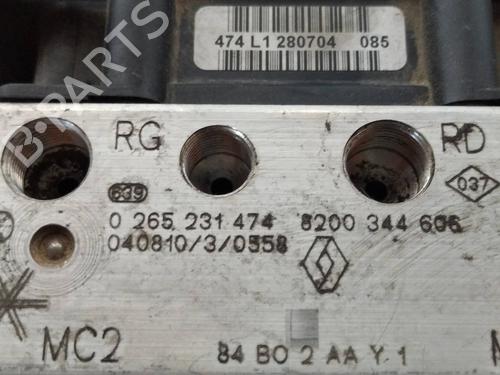 474 L1 280704 085
RG RD
639 037
0 265 231 474 8200 344 606
040810/3/0558
MC2
84 BO 2 AA Y 1
B-PARTS